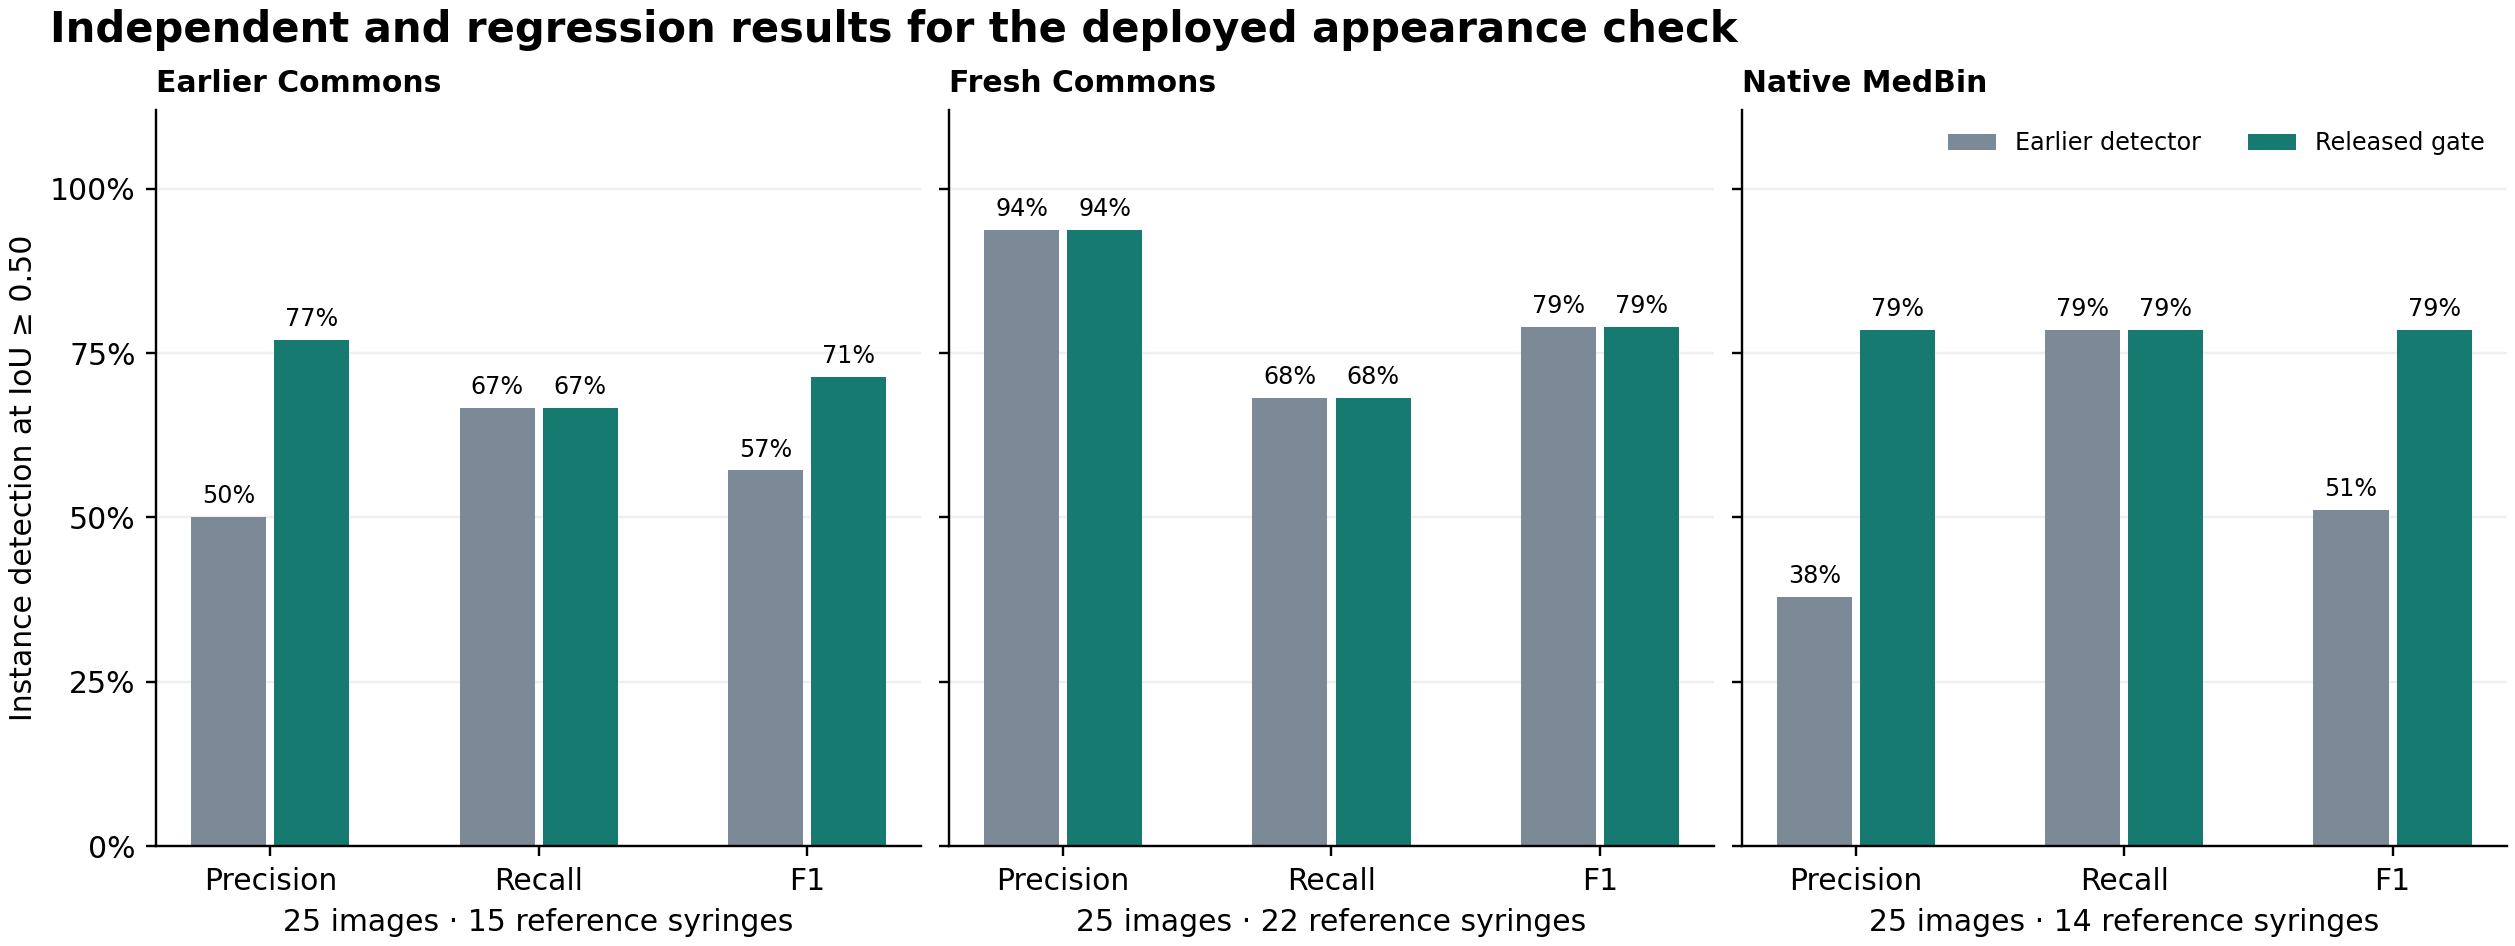 Independent and regression results for the deployed appearance check
Earlier Commons
Fresh Commons
Native MedBin
Earlier detector
Released gate
Instance detection at IoU ≥ 0.50
100%
75%
50%
25%
0%
50%
77%
67%
67%
57%
71%
94%
94%
68%
68%
79%
79%
38%
79%
79%
79%
51%
79%
Precision
Recall
F1
Precision
Recall
F1
Precision
Recall
F1
25 images · 15 reference syringes
25 images · 22 reference syringes
25 images · 14 reference syringes